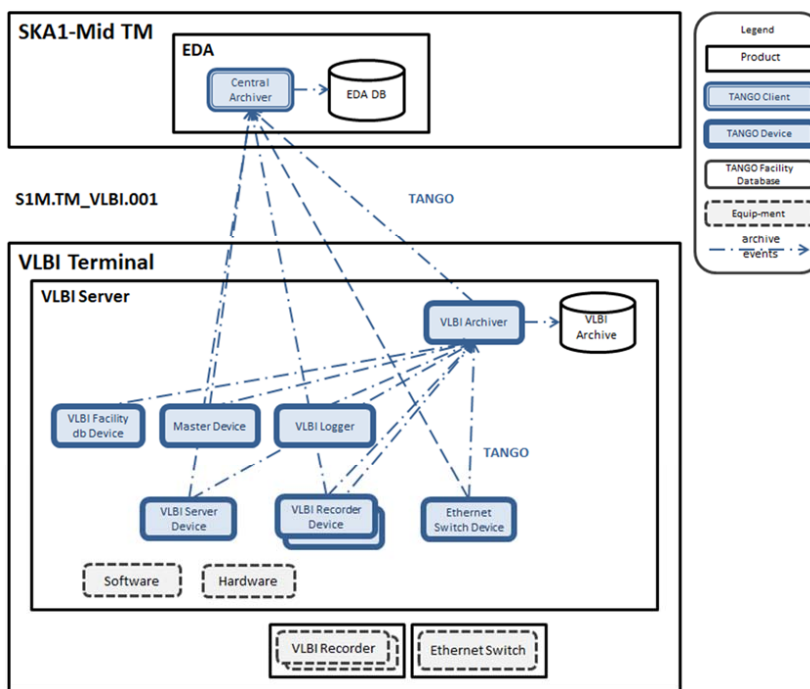 SKA1-Mid TM
EDA
Central
Archiver
EDA DB
S1M.TM_VLBI.001
TANGO
VLBI Terminal
VLBI Server
VLBI Archiver
VLBI
Archive
VLBI Facility
db Device
Master Device
VLBI Logger
TANGO
VLBI Server
Device
VLBI Recorder
Device
Ethernet
Switch Device
Software
Hardware
VLBI Recorder
Ethernet Switch
Legend
Product
TANGO Client
TANGO Device
TANGO Facility
Database
Equip-ment
archive
events